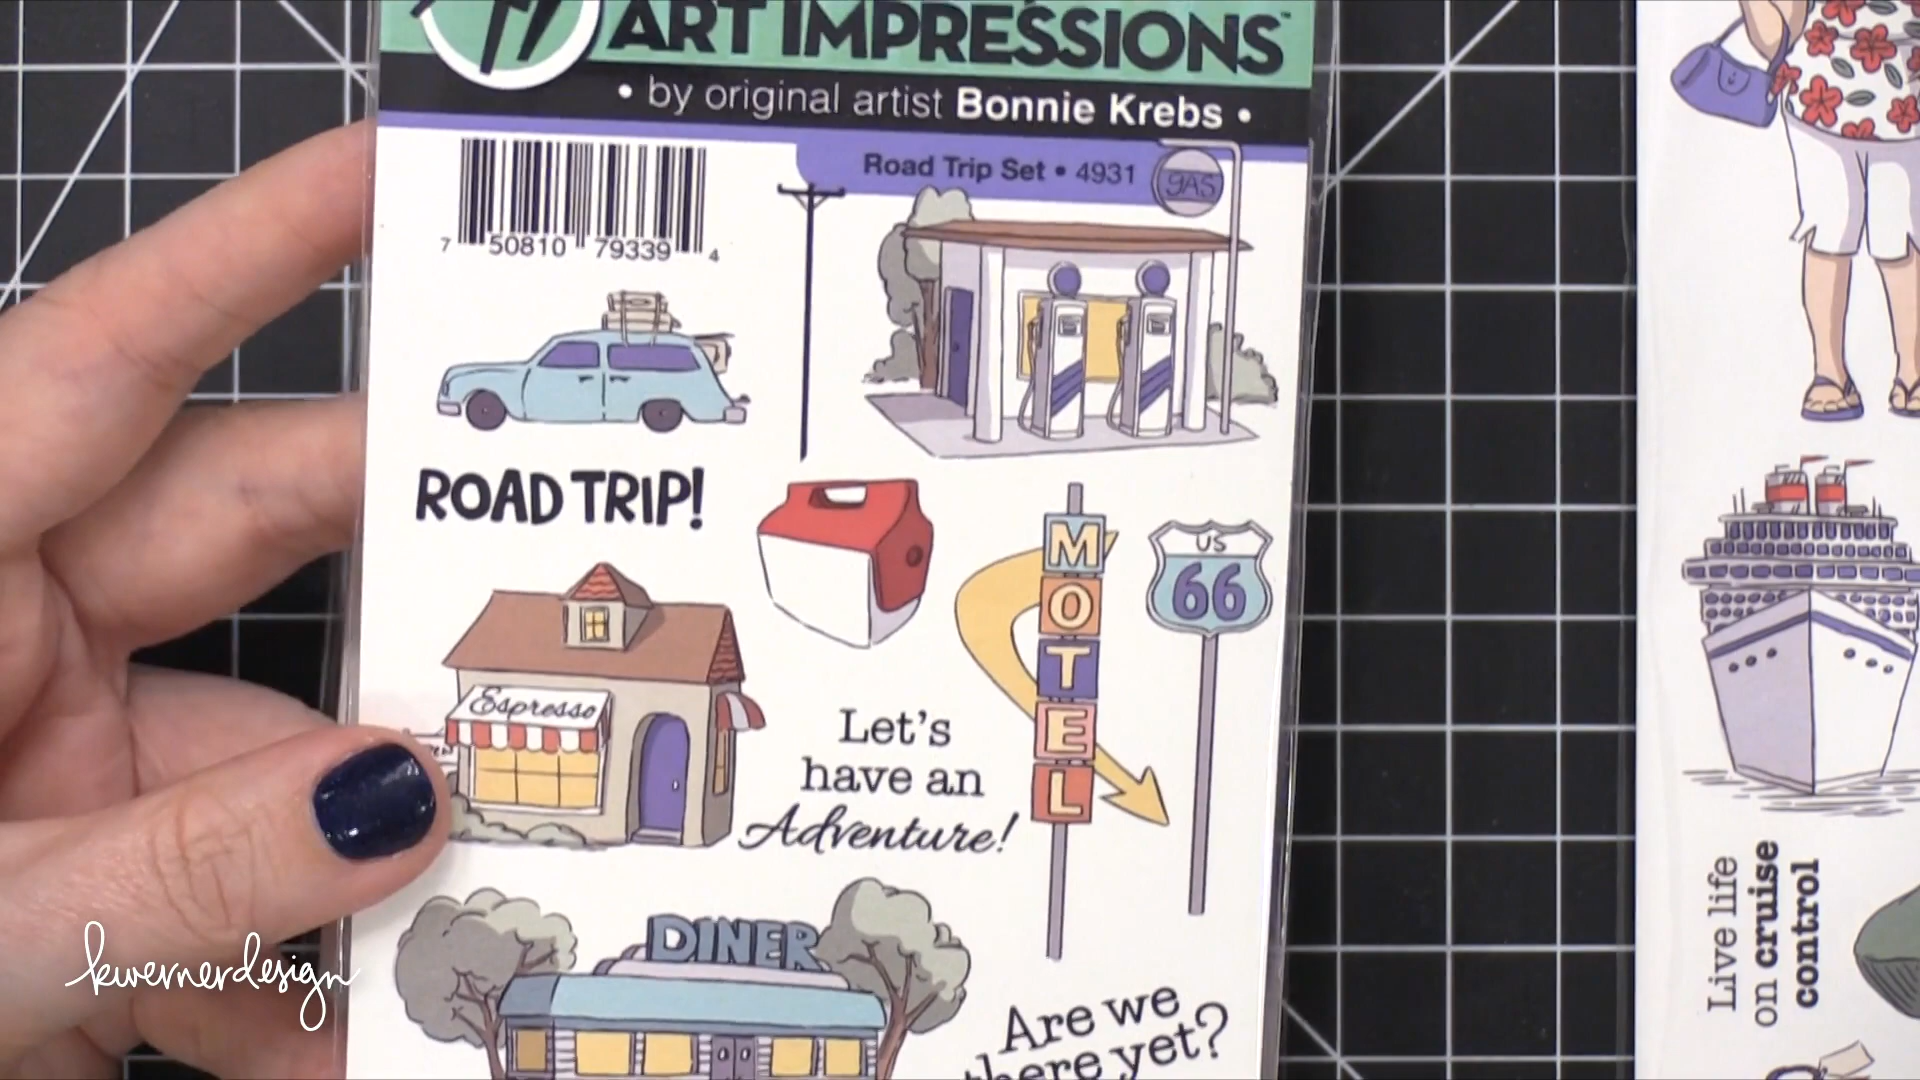 ART IMPRESSIONS™
• by original artist Bonnie Krebs •
Road Trip Set • 4931
GAS
7 50810 79339 4
ROAD TRIP!
MOTEL
US
66
Espresso
Let's
have an
Adventure!
DINER
Are we
there yet?
Live life
on cruise
control
kwernerdesign